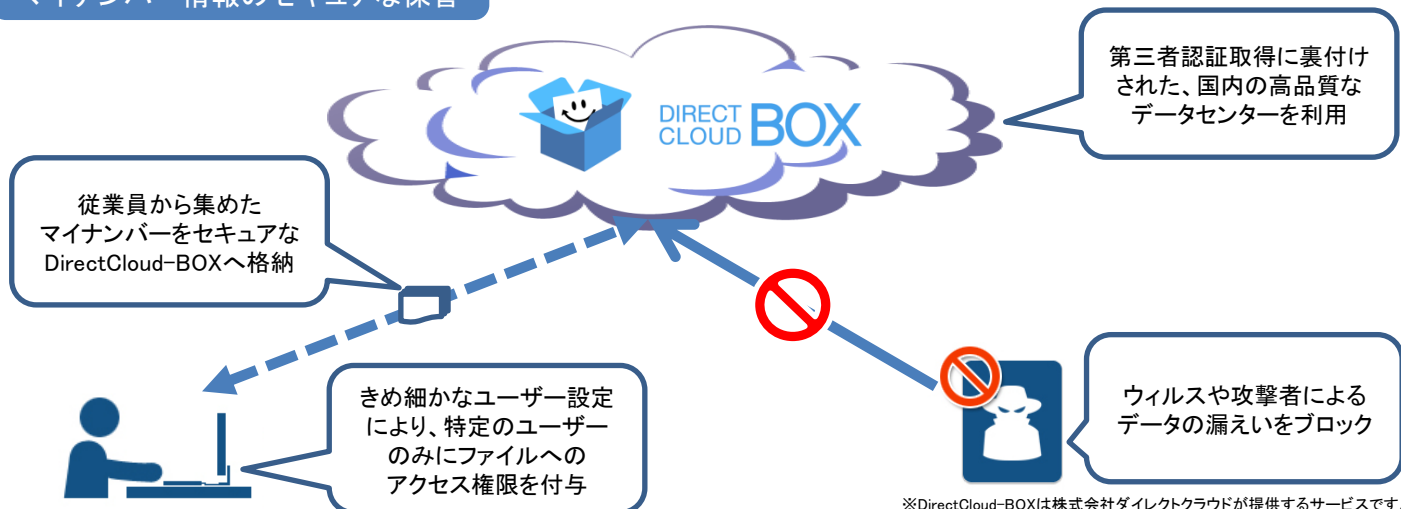 マイナンバー情報のセキュアな保管
DIRECT
CLOUD BOX
第三者認証取得に裏付け
された、国内の高品質な
データセンターを利用
従業員から集めた
マイナンバーをセキュアな
DirectCloud-BOXへ格納
きめ細かなユーザー設定
により、特定のユーザー
のみにファイルへの
アクセス権限を付与
ウィルスや攻撃者による
データの漏えいをブロック
※DirectCloud-BOXは株式会社ダイレクトクラウドが提供するサービスです。